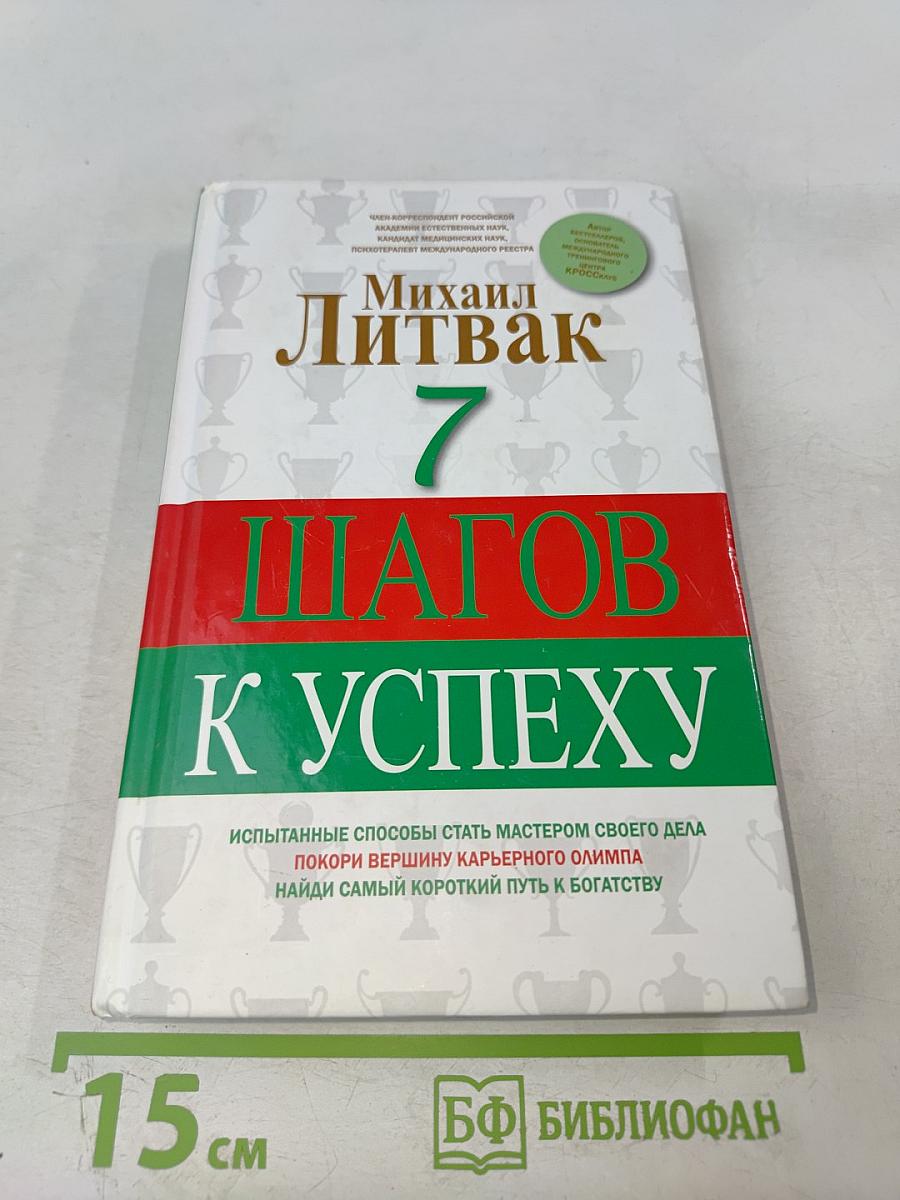 ЧЛЕН-КОРРЕСПОНДЕНТ РОССИЙСКОЙ
АКАДЕМИИ ЕСТЕСТВЕННЫХ НАУК,
КАНДИДАТ МЕДИЦИНСКИХ НАУК,
ПСИХОТЕРАПЕВТ МЕЖДУНАРОДНОГО РЕЕСТРА
АВТОР
БЕСТСЕЛЛЕРОВ,
ОСНОВАТЕЛЬ
МЕЖДУНАРОДНОГО
ТРЕНИНГОВОГО
ЦЕНТРА
КРОССКЛУБ
МИХАИЛ
ЛИТВАК
7
ШАГОВ
К УСПЕХУ
ИСПЫТАННЫЕ СПОСОБЫ СТАТЬ МАСТЕРОМ СВОЕГО ДЕЛА
ПОКОРИ ВЕРШИНУ КАРЬЕРНОГО ОЛИМПА
НАЙДИ САМЫЙ КОРОТКИЙ ПУТЬ К БОГАТСТВУ
15 см
БФ БИБЛИОФАН